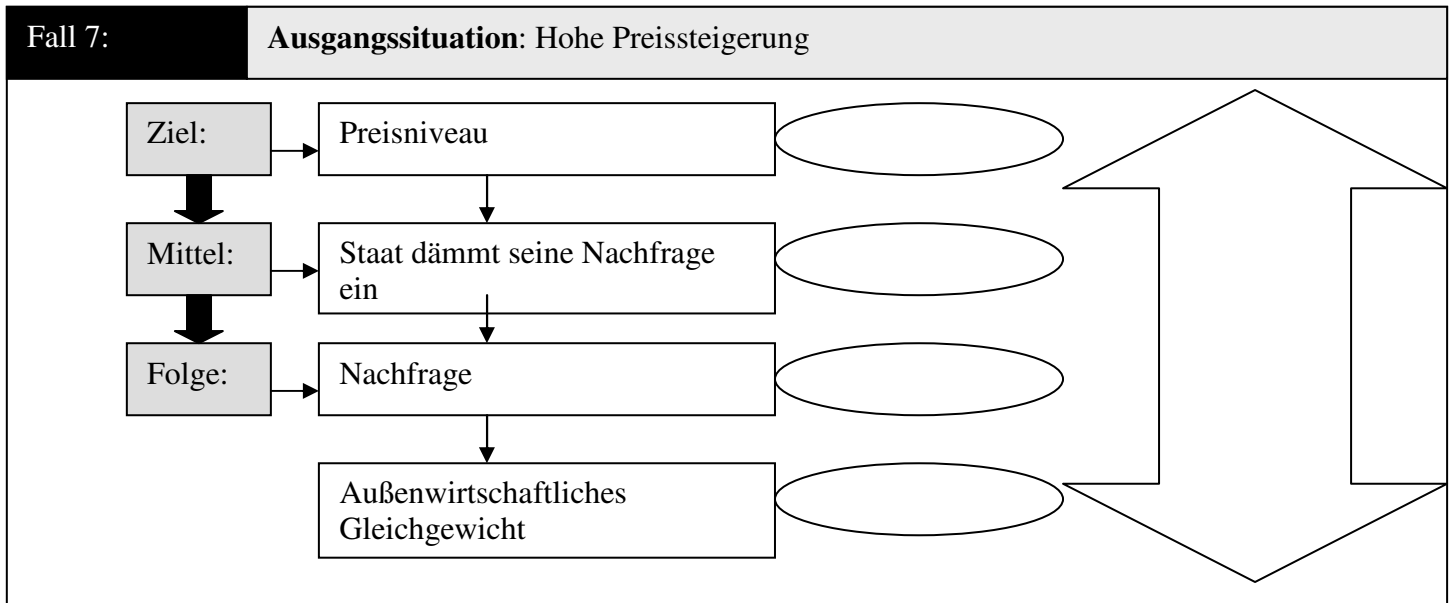 Fall 7:
Ausgangssituation: Hohe Preissteigerung
Ziel:
Preisniveau
Mittel:
Staat dämmt seine Nachfrage
ein
Folge:
Nachfrage
Außenwirtschaftliches
Gleichgewicht